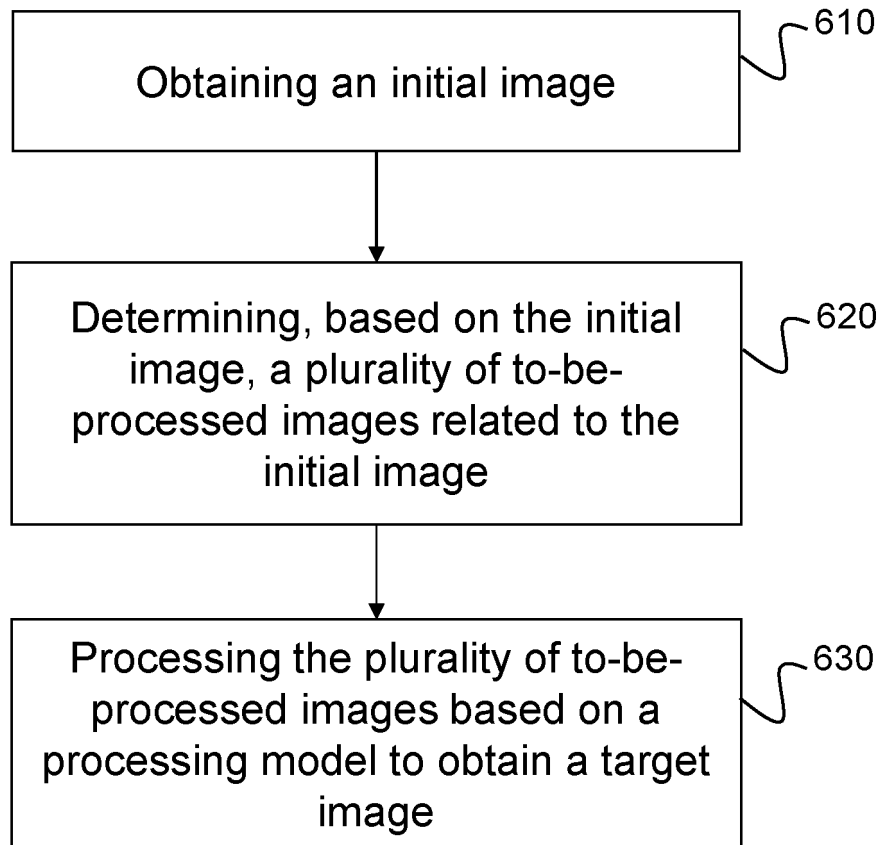 610
Obtaining an initial image
620
Determining, based on the initial
image, a plurality of to-be-
processed images related to the
initial image
630
Processing the plurality of to-be-
processed images based on a
processing model to obtain a target
image